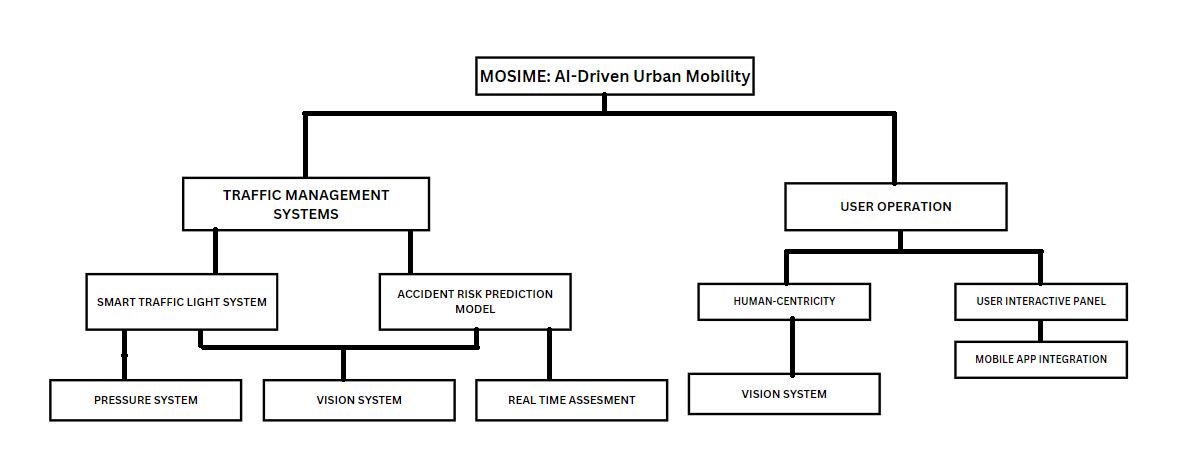 MOSIME: AI-Driven Urban Mobility
TRAFFIC MANAGEMENT
SYSTEMS
USER OPERATION
SMART TRAFFIC LIGHT SYSTEM
ACCIDENT RISK PREDICTION
MODEL
HUMAN-CENTRICITY
USER INTERACTIVE PANEL
MOBILE APP INTEGRATION
PRESSURE SYSTEM
VISION SYSTEM
REAL TIME ASSESMENT
VISION SYSTEM